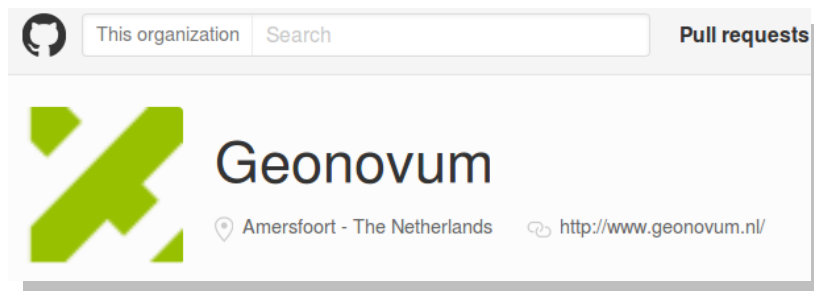 This organization Search Pull requests
Geonovum
Amersfoort - The Netherlands http://www.geonovum.nl/